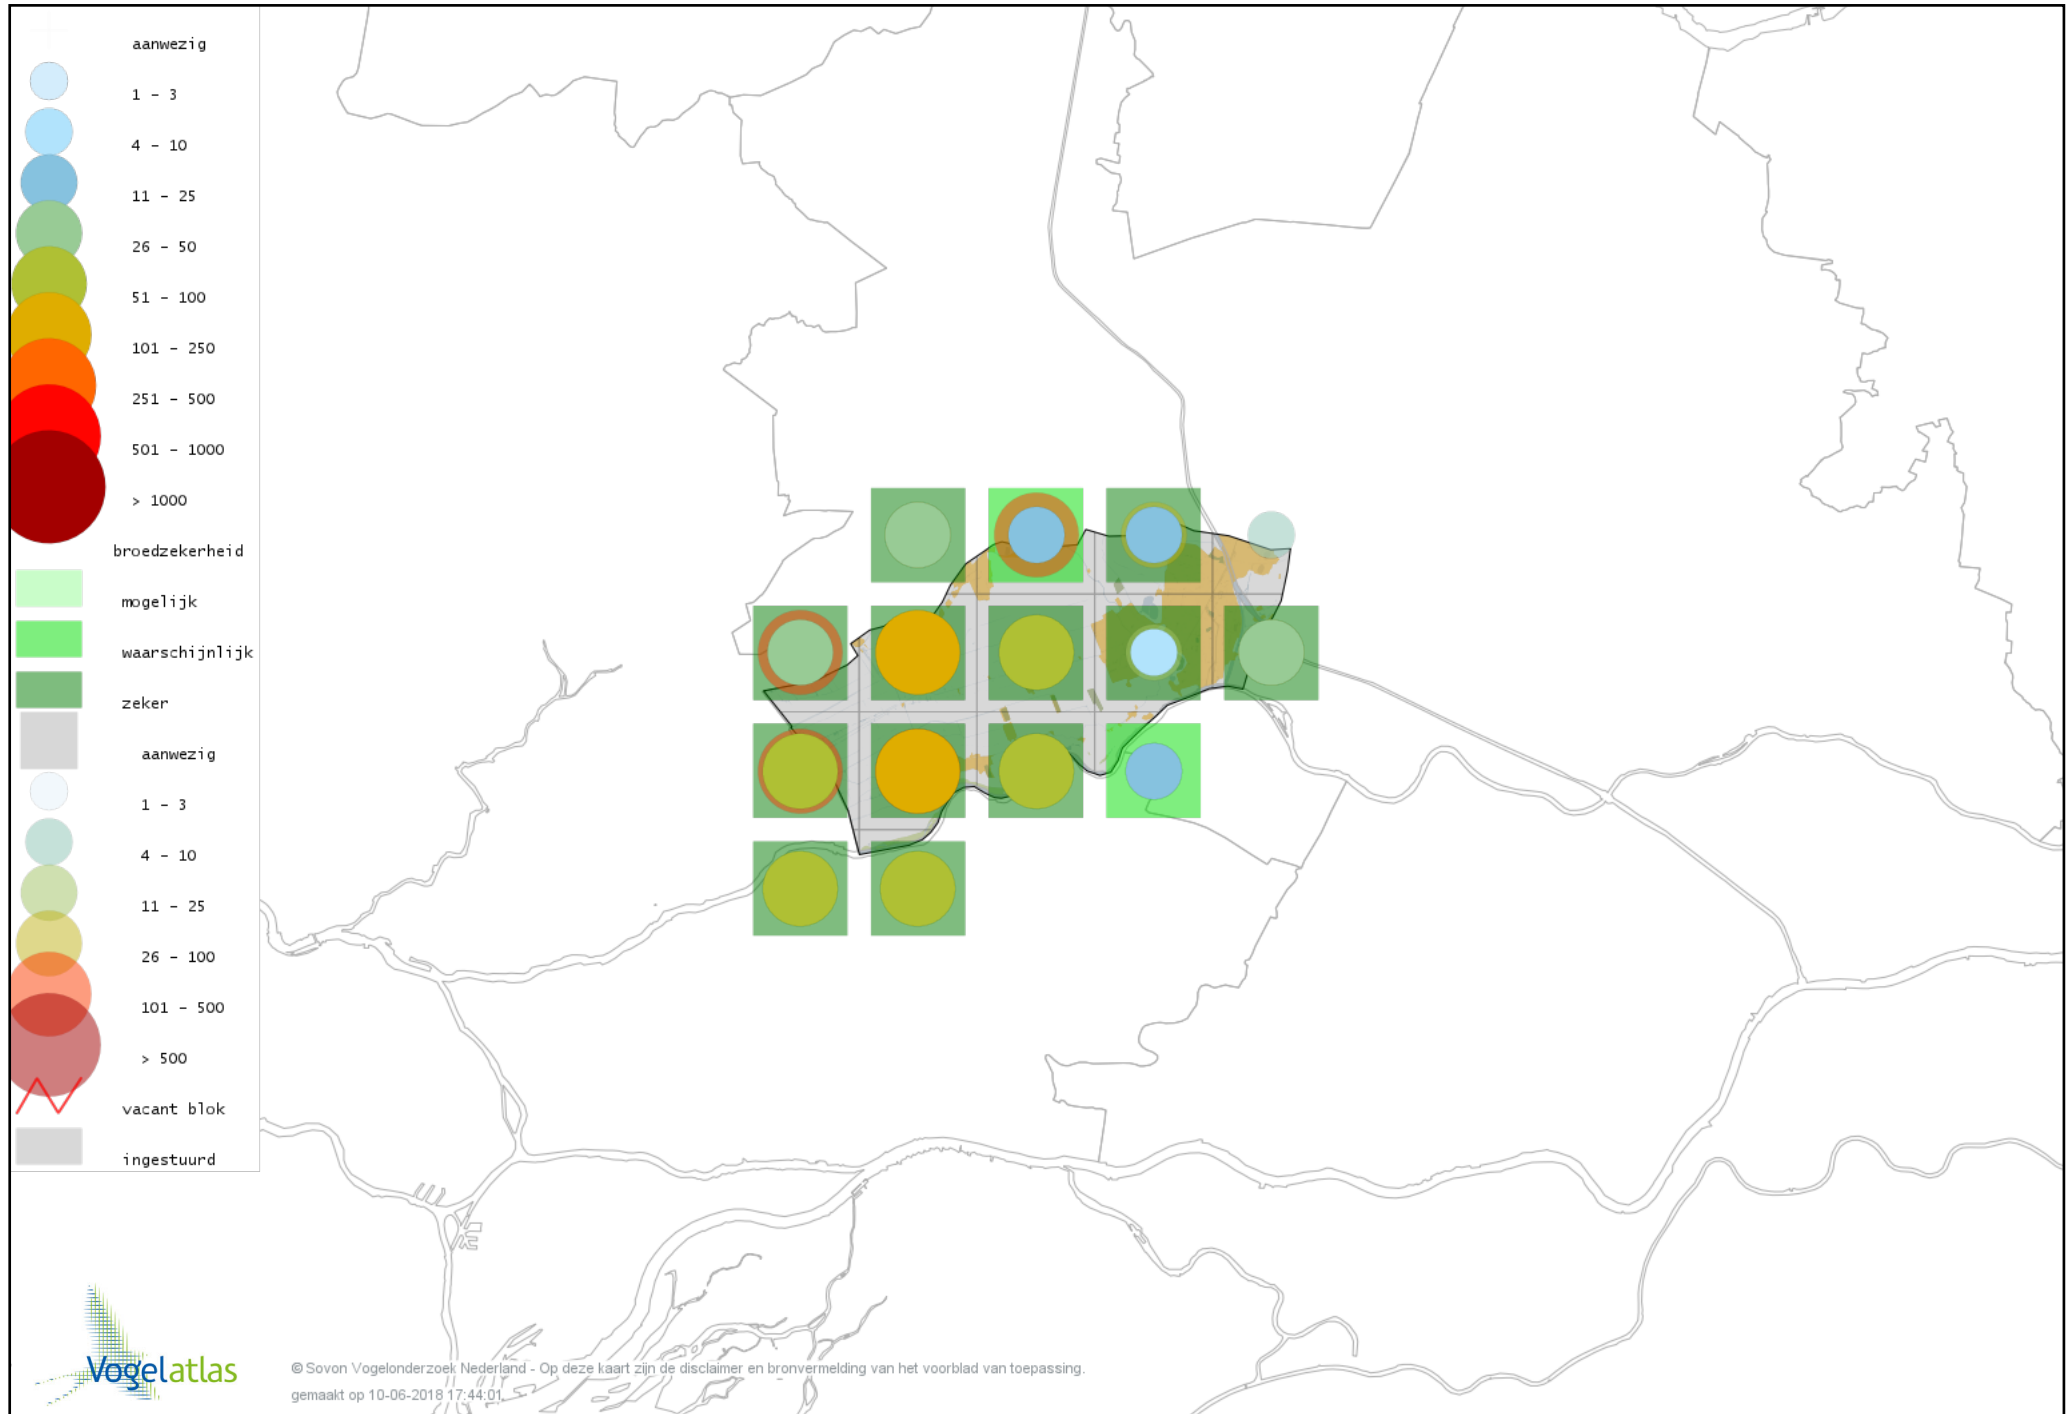 aanwezig
1 - 3
4 - 10
11 - 25
26 - 50
51 - 100
101 - 250
251 - 500
501 - 1000
> 1000
broedzekerheid
mogelijk
waarschijnlijk
zeker
aanwezig
1 - 3
4 - 10
11 - 25
26 - 100
101 - 500
> 500
vacant blok
ingestuurd
Vogelatlas
© Sovon Vogelonderzoek Nederland - Op deze kaart zijn de disclaimer en bronvermelding van het voorblad van toepassing.
gemaakt op 10-06-2018 17:44:01